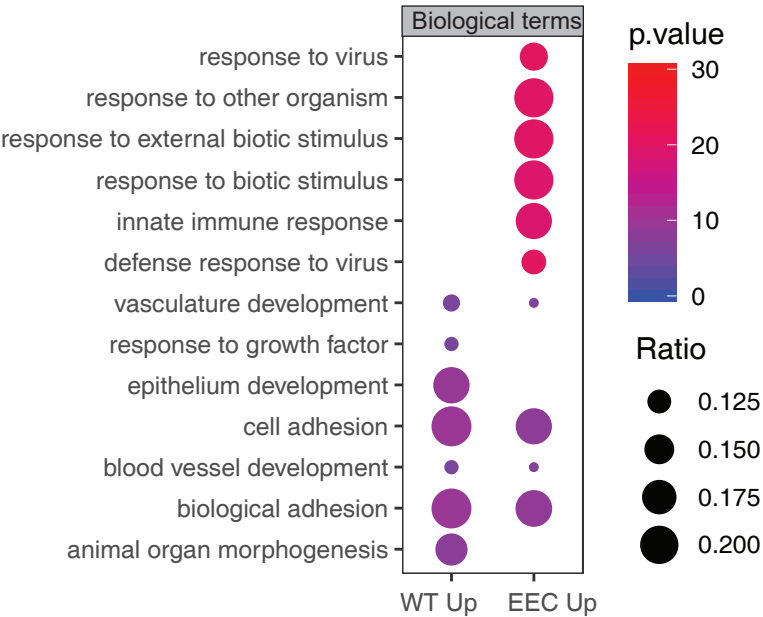 Biological terms
response to virus
response to other organism
response to external biotic stimulus
response to biotic stimulus
innate immune response
defense response to virus
vasculature development
response to growth factor
epithelium development
cell adhesion
blood vessel development
biological adhesion
animal organ morphogenesis
WT Up EEC Up
p.value
30
20
10
0
Ratio
0.125
0.150
0.175
0.200